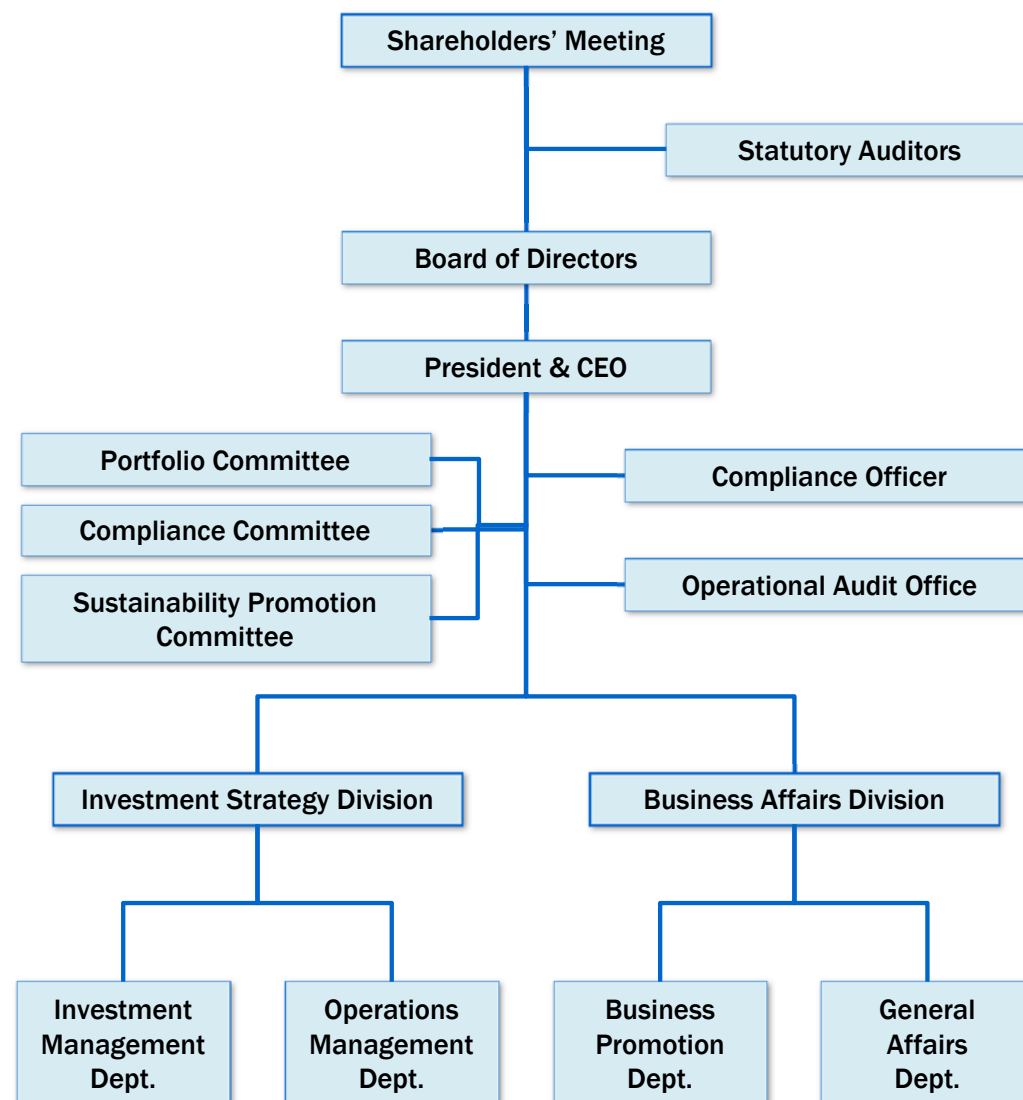 Shareholders’ Meeting
Statutory Auditors
Board of Directors
President & CEO
Portfolio Committee
Compliance Officer
Compliance Committee
Operational Audit Office
Sustainability Promotion
Committee
Investment Strategy Division
Business Affairs Division
Investment
Management
Dept.
Operations
Management
Dept.
Business
Promotion
Dept.
General
Affairs
Dept.